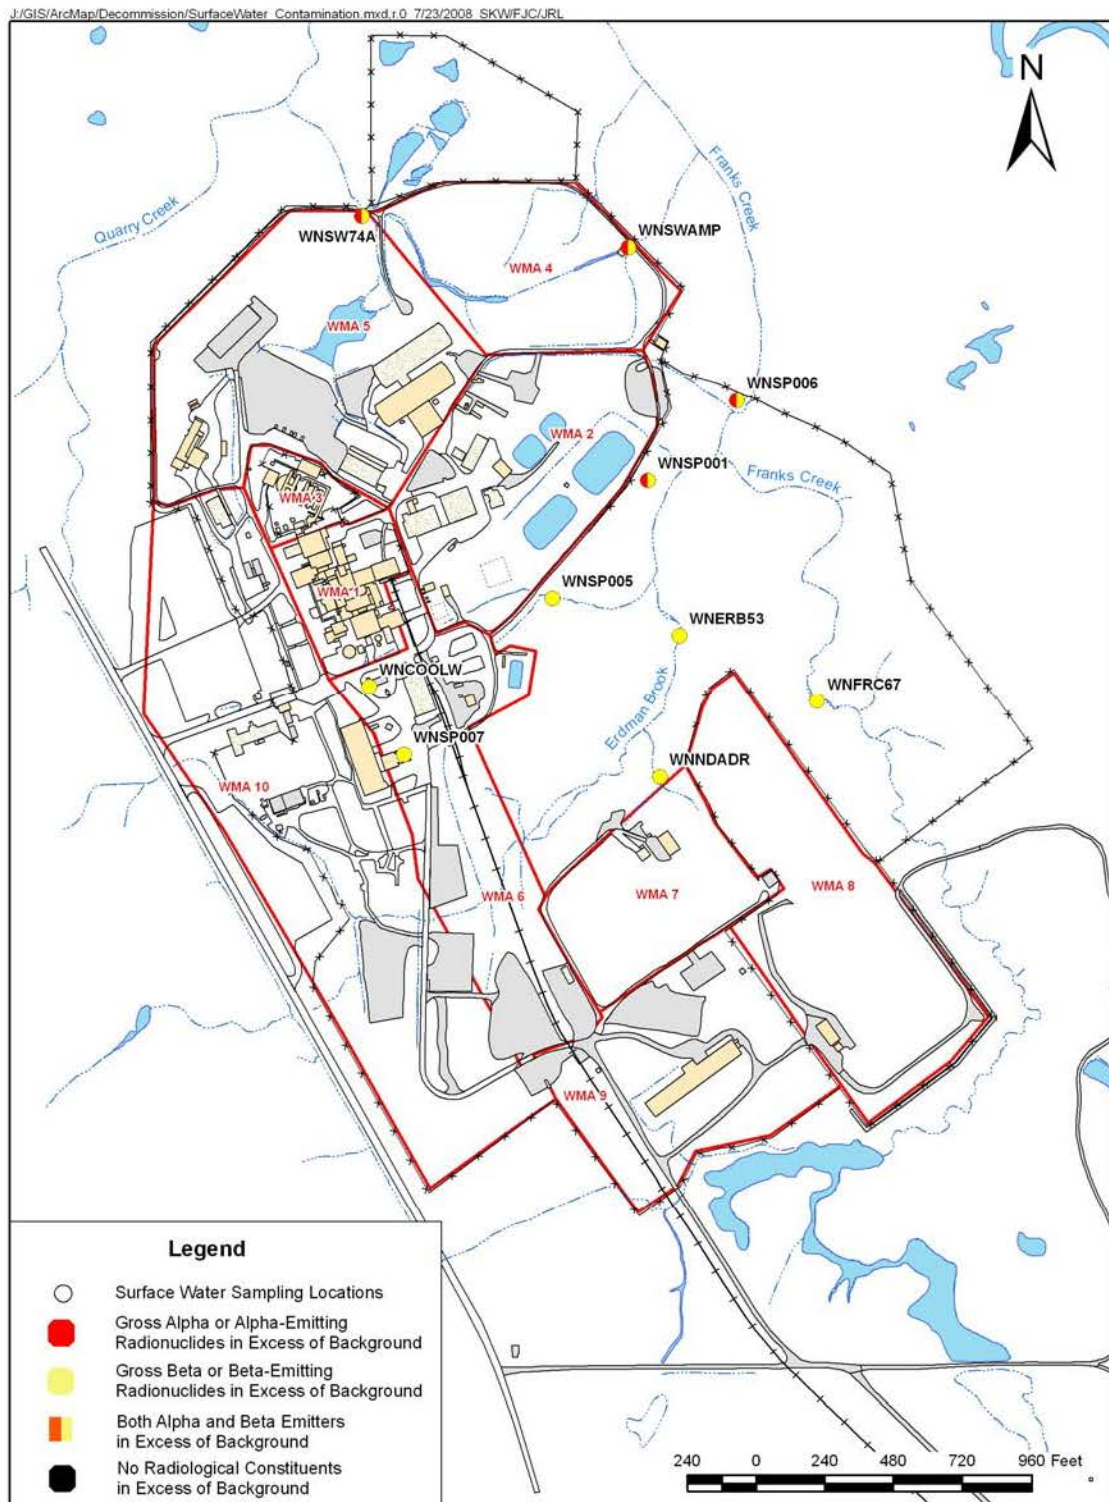 J:/GIS/ArcMap/Decommission/SurfaceWater_Contamination.mxd,r.0 7/23/2008 SKW/FJC/JRL
N
Franks Creek
Quarry Creek
WNSW74A
WNSWAMP
WMA 4
WMA 5
WNSP006
WMA 2
WNSP001
Franks Creek
WMA 3
WMA 1
WNSP005
WNERB53
WNCOOLW
WNFRC67
Erdman Brook
WNSP007
WNNDADR
WMA 10
WMA 6
WMA 7
WMA 8
WMA 9
Legend
Surface Water Sampling Locations
Gross Alpha or Alpha-Emitting
Radionuclides in Excess of Background
Gross Beta or Beta-Emitting
Radionuclides in Excess of Background
Both Alpha and Beta Emitters
in Excess of Background
No Radiological Constituents
in Excess of Background
240 0 240 480 720 960 Feet